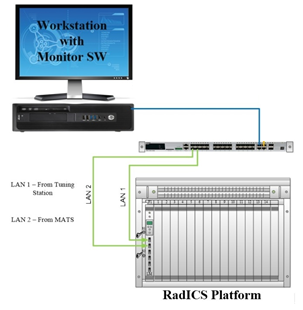 Workstation
with
Monitor SW
LAN 1 – From Tuning
Station
LAN 2 – From MATS
LAN 2
LAN 1
RadICS Platform